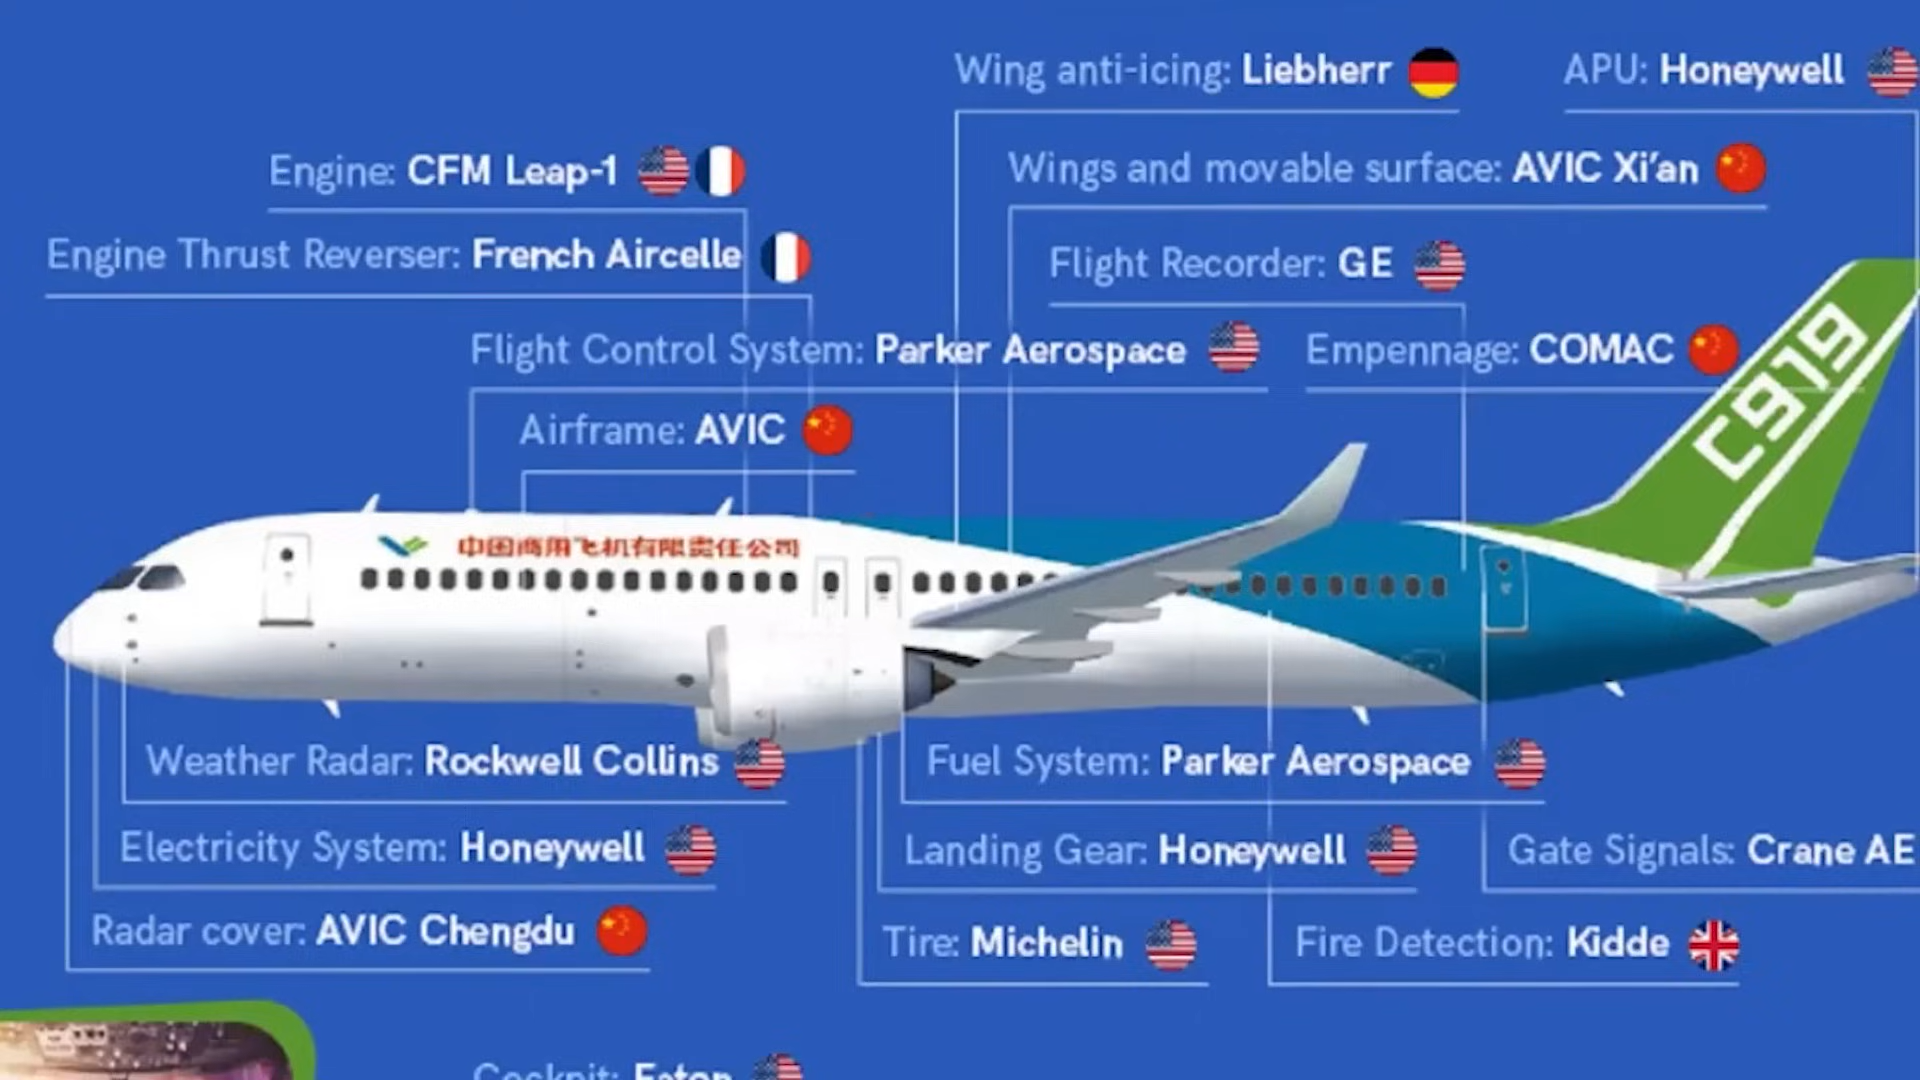 Wing anti-icing: Liebherr
APU: Honeywell
Engine: CFM Leap-1
Wings and movable surface: AVIC Xi'an
Engine Thrust Reverser: French Aircelle
Flight Recorder: GE
Flight Control System: Parker Aerospace
Empennage: COMAC
Airframe: AVIC
C919
中国商用飞机有限责任公司
Weather Radar: Rockwell Collins
Fuel System: Parker Aerospace
Electricity System: Honeywell
Landing Gear: Honeywell
Gate Signals: Crane AE
Radar cover: AVIC Chengdu
Tire: Michelin
Fire Detection: Kidde
Cockpit: Eaton